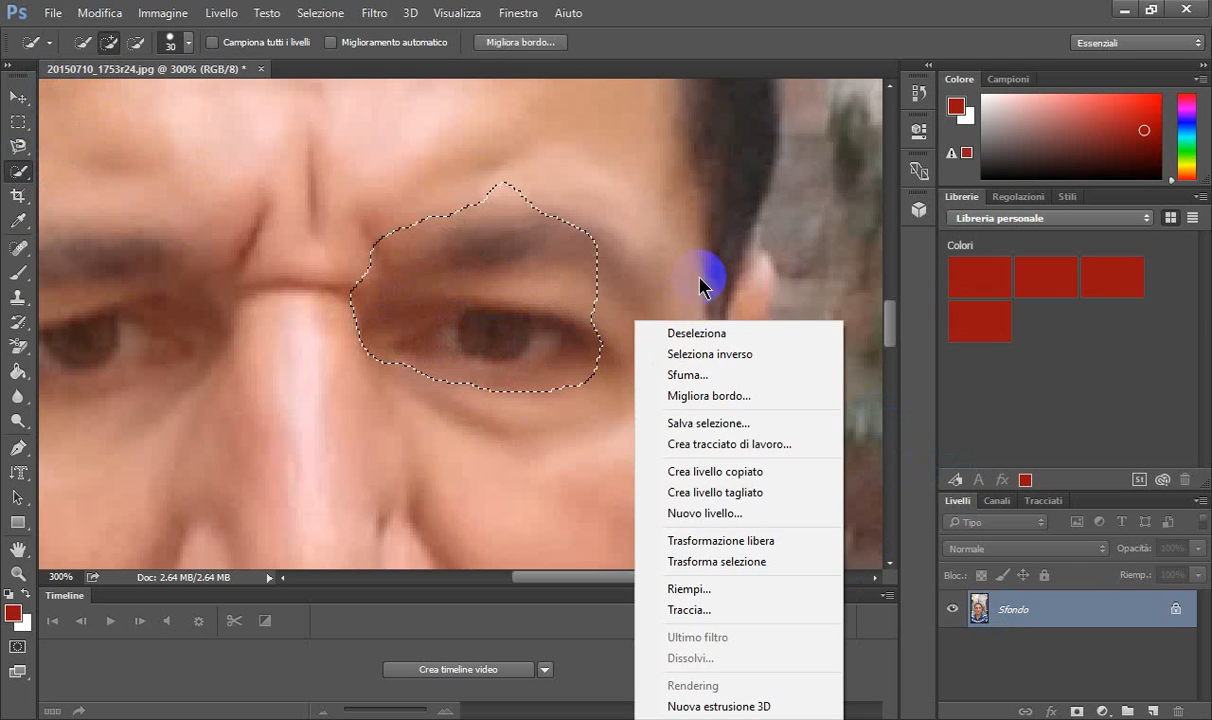 Ps File Modifica Immagine Livello Testo Selezione Filtro 3D Visualizza Finestra Aiuto
30 Campiona tutti i livelli Miglioramento automatico Migliora bordo... Essenziali
20150710_1753r24.jpg @ 300% (RGB/8) * ×
Colore Campioni
Librerie Regolazioni Stili
Libreria personale
Colori
Deseleziona
Seleziona inverso
Sfuma...
Migliora bordo...
Salva selezione...
Crea tracciato di lavoro...
Crea livello copiato
Crea livello tagliato
Nuovo livello...
Trasformazione libera
Trasforma selezione
Riempi...
Traccia...
Ultimo filtro
Dissolvi...
Rendering
Nuova estrusione 3D
St
Livelli Canali Tracciati
Tipo
Normale Opacità: 100%
Bloc.: Riemp.: 100%
Sfondo
300% Doc: 2.64 MB/2.64 MB
Timeline
Crea timeline video